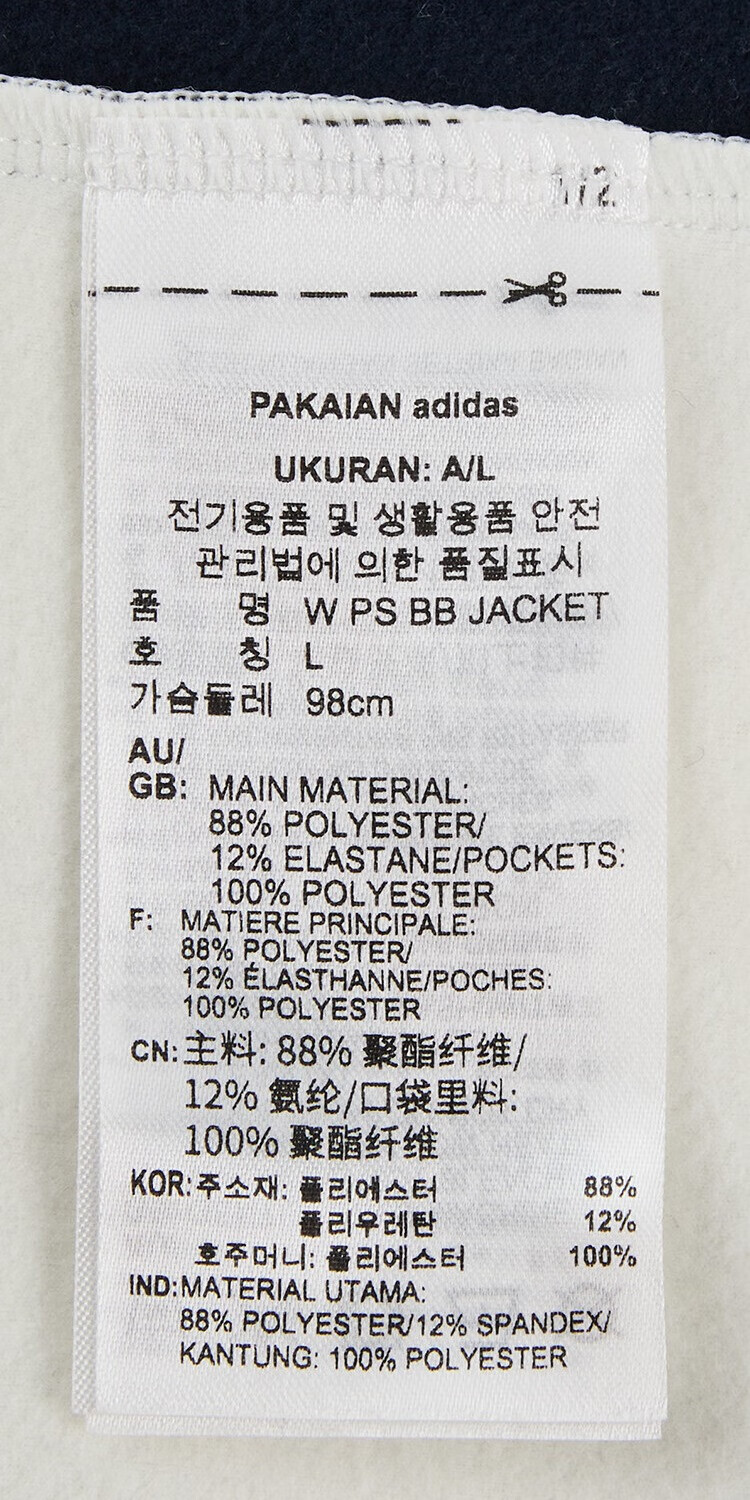 1/2
PAKAIAN adidas
UKURAN: A/L
전기용품 및 생활용품 안전
관리법에 의한 품질표시
품 명 W PS BB JACKET
호 칭 L
가슴둘레 98cm
AU/
GB: MAIN MATERIAL:
88% POLYESTER/
12% ELASTANE/POCKETS:
100% POLYESTER
F: MATIERE PRINCIPALE:
88% POLYESTER/
12% ÉLASTHANNE/POCHES:
100% POLYESTER
CN: 主料: 88% 聚酯纤维/
12% 氨纶/口袋里料:
100% 聚酯纤维
KOR: 주소재: 폴리에스터 88%
폴리우레탄 12%
호주머니: 폴리에스터 100%
IND: MATERIAL UTAMA:
88% POLYESTER/12% SPANDEX/
KANTUNG: 100% POLYESTER